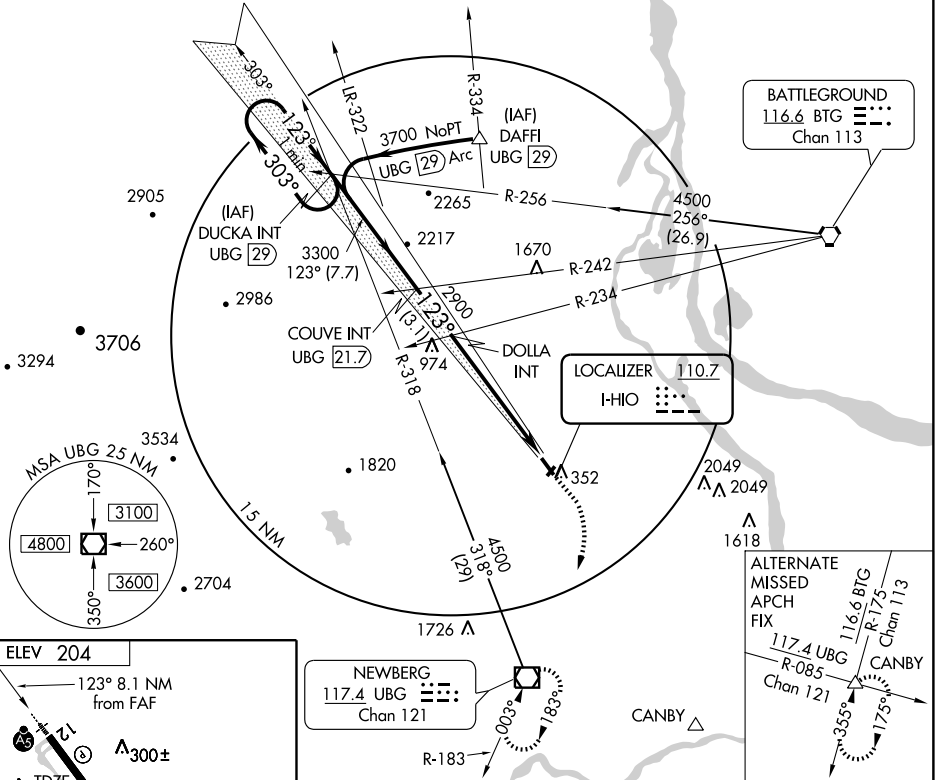 303°
LR-322
R-334
(IAF)
DAFFI
UBG 29
3700 NoPT
UBG 29 Arc
BATTLEGROUND
116.6 BTG
Chan 113
123°
1 min
303°
2905
(IAF)
DUCKA INT
UBG 29
R-256
2265
4500
256°
(26.9)
3300
123° (7.7)
2217
1670
R-242
R-234
2986
2900
123°
3706
3294
COUVE INT
UBG 21.7
(3.1)
974
DOLLA
INT
R-318
LOCALIZER 110.7
I-HIO
3534
1820
352
2049
2049
1618
MSA UBG 25 NM
170°
3100
4800
260°
3600
350°
2704
15 NM
4500
318°
(29)
1726
ELEV 204
123° 8.1 NM
from FAF
12
A5
P
300±
TDZE
NEWBERG
117.4 UBG
Chan 121
003°
183°
R-183
CANBY
ALTERNATE
MISSED
APCH
FIX
116.6 BTG
R-175
Chan 113
117.4 UBG
R-085
Chan 121
CANBY
355°
175°